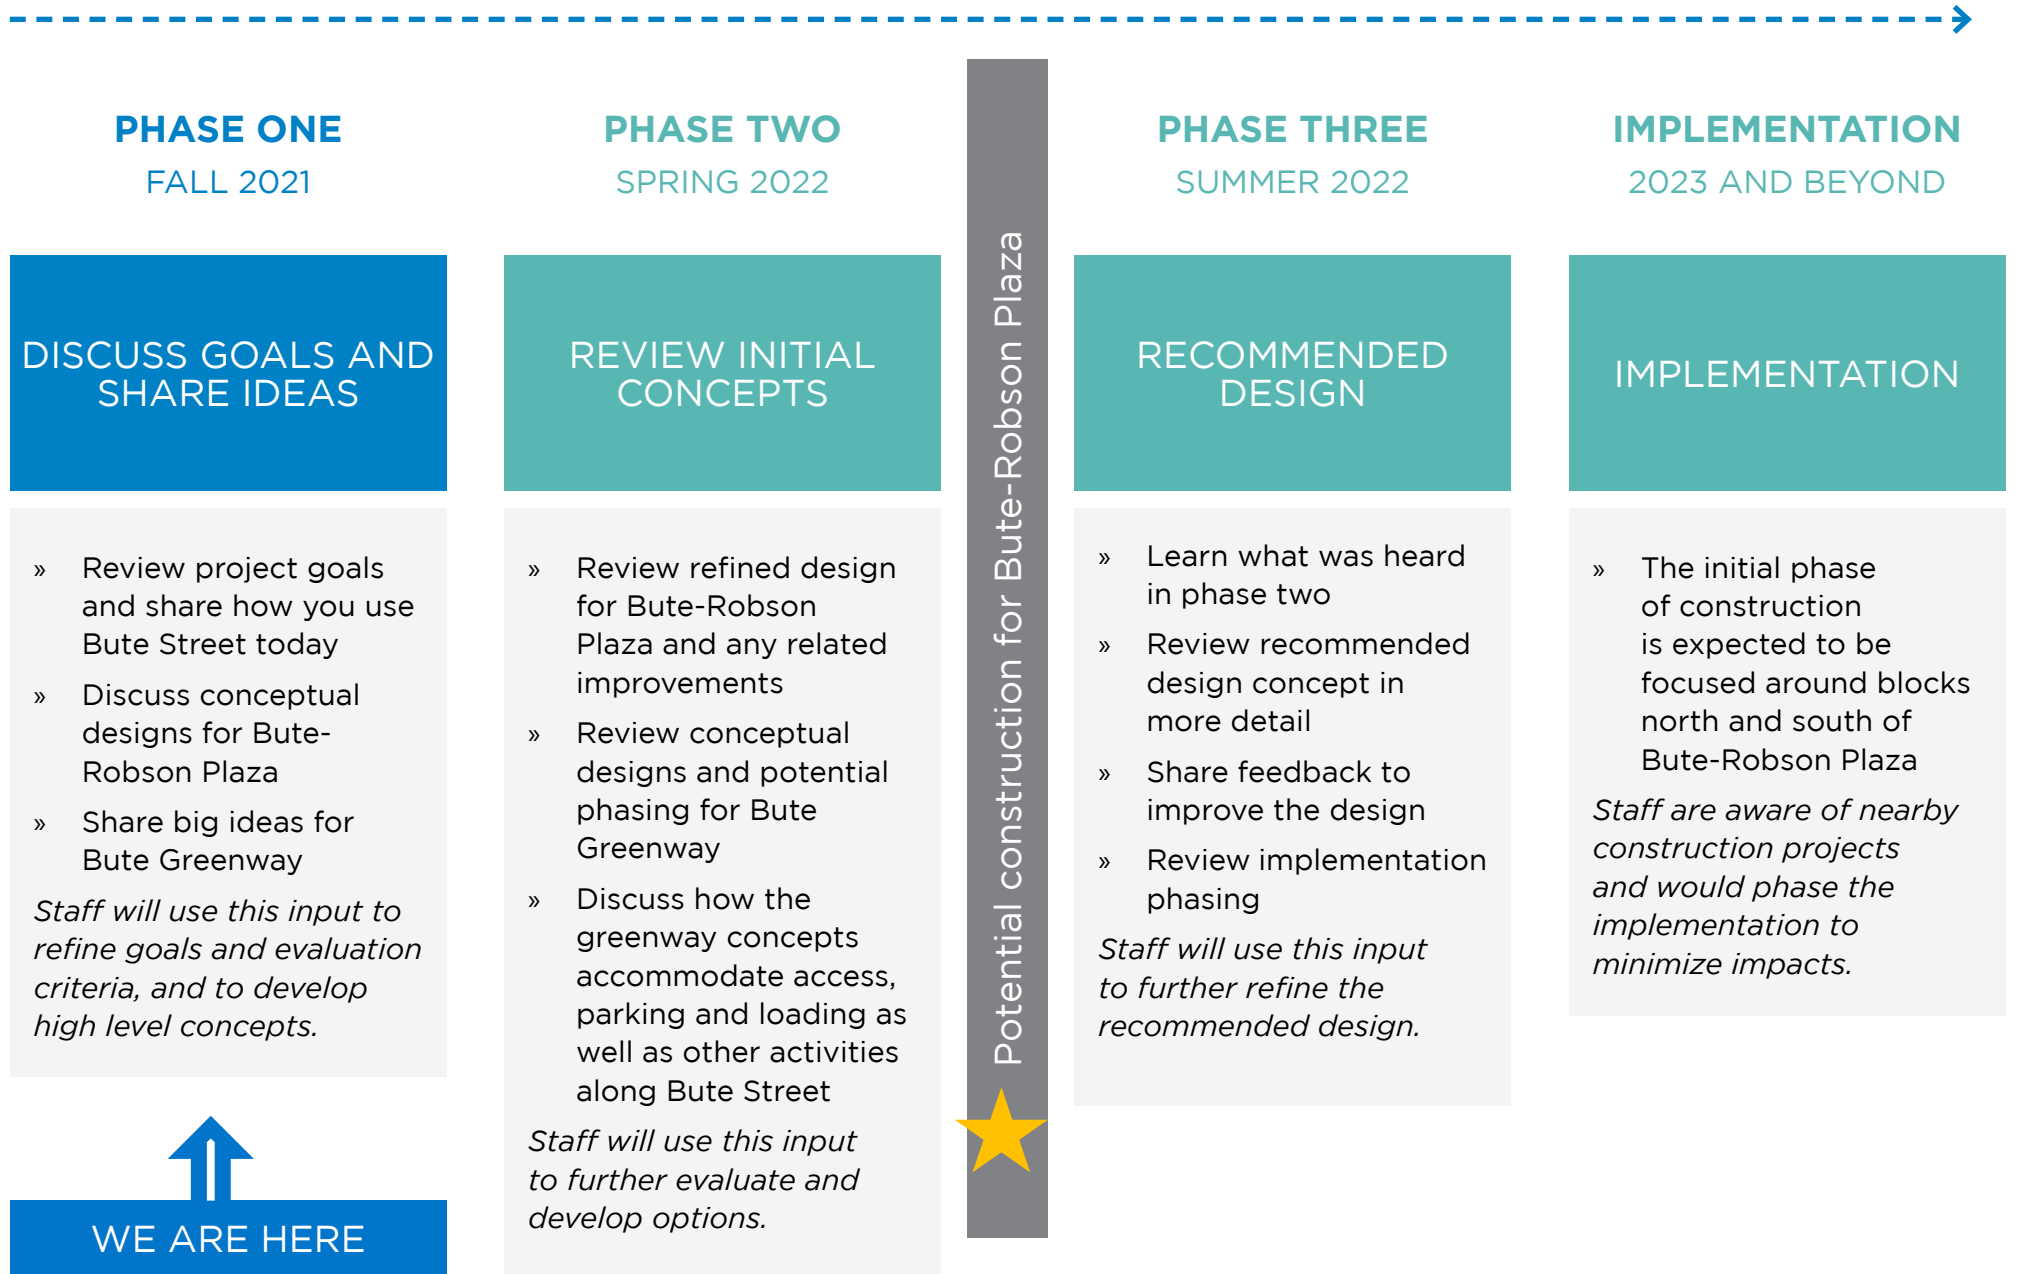 PHASE ONE
FALL 2021
DISCUSS GOALS AND
SHARE IDEAS
» Review project goals
and share how you use
Bute Street today
» Discuss conceptual
designs for Bute-
Robson Plaza
» Share big ideas for
Bute Greenway
Staff will use this input to
refine goals and evaluation
criteria, and to develop
high level concepts.
WE ARE HERE
PHASE TWO
SPRING 2022
REVIEW INITIAL
CONCEPTS
» Review refined design
for Bute-Robson
Plaza and any related
improvements
» Review conceptual
designs and potential
phasing for Bute
Greenway
» Discuss how the
greenway concepts
accommodate access,
parking and loading as
well as other activities
along Bute Street
Staff will use this input
to further evaluate and
develop options.
Potential construction for Bute-Robson Plaza
PHASE THREE
SUMMER 2022
RECOMMENDED
DESIGN
» Learn what was heard
in phase two
» Review recommended
design concept in
more detail
» Share feedback to
improve the design
» Review implementation
phasing
Staff will use this input
to further refine the
recommended design.
IMPLEMENTATION
2023 AND BEYOND
IMPLEMENTATION
» The initial phase
of construction
is expected to be
focused around blocks
north and south of
Bute-Robson Plaza
Staff are aware of nearby
construction projects
and would phase the
implementation to
minimize impacts.